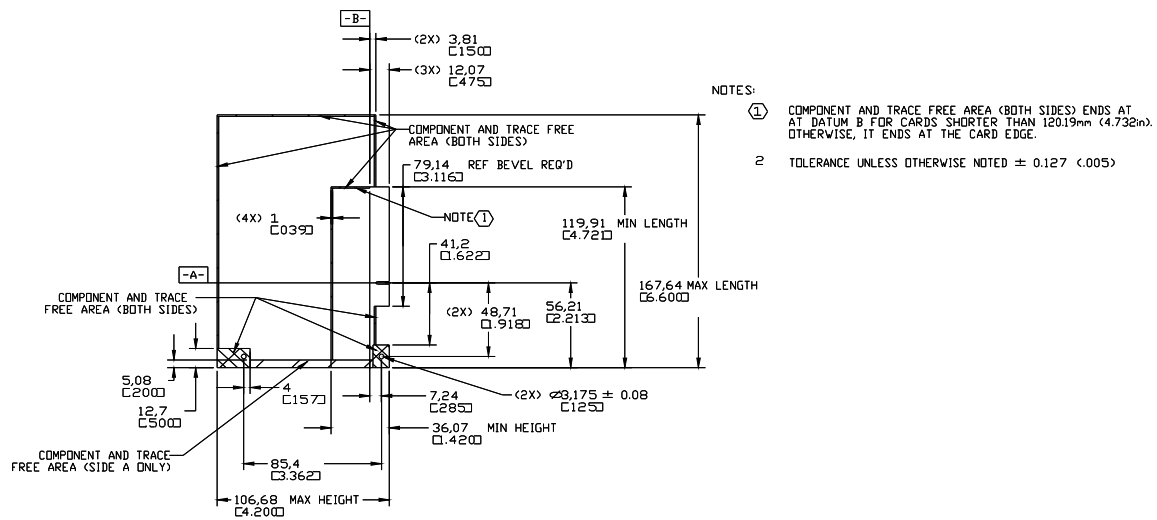 -B-
(2X) 3,81
[150]
(3X) 12,07
[475]
NOTES:
1 COMPONENT AND TRACE FREE AREA (BOTH SIDES) ENDS AT
AT DATUM B FOR CARDS SHORTER THAN 120.19mm (4.732in).
OTHERWISE, IT ENDS AT THE CARD EDGE.
2 TOLERANCE UNLESS OTHERWISE NOTED ± 0.127 (.005)
COMPONENT AND TRACE FREE
AREA (BOTH SIDES)
79,14 REF BEVEL REQ'D
[3.116]
(4X) 1
[039]
NOTE 1
119,91 MIN LENGTH
[4.721]
41,2
[1.622]
-A-
167,64 MAX LENGTH
[6.600]
COMPONENT AND TRACE
FREE AREA (BOTH SIDES)
(2X) 48,71
[1.918]
56,21
[2.213]
5,08
[200]
4
[157]
7,24
[285]
(2X) ⌀3,175 ± 0.08
[125]
12,7
[500]
36,07 MIN HEIGHT
[1.420]
COMPONENT AND TRACE
FREE AREA (SIDE A ONLY)
85,4
[3.362]
106,68 MAX HEIGHT
[4.200]